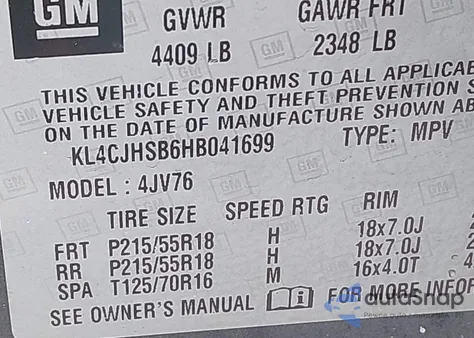 GM
GVWR GAWR FRT
4409 LB 2348 LB
THIS VEHICLE CONFORMS TO ALL APPLICAB
VEHICLE SAFETY AND THEFT PREVENTION S
ON THE DATE OF MANUFACTURE SHOWN AB
KL4CJHSB6HB041699 TYPE: MPV
MODEL: 4JV76
TIRE SIZE SPEED RTG RIM
FRT P215/55R18 H 18x7.0J
RR P215/55R18 H 18x7.0J
SPA T125/70R16 M 16x4.0T
SEE OWNER'S MANUAL FOR MORE INFOR